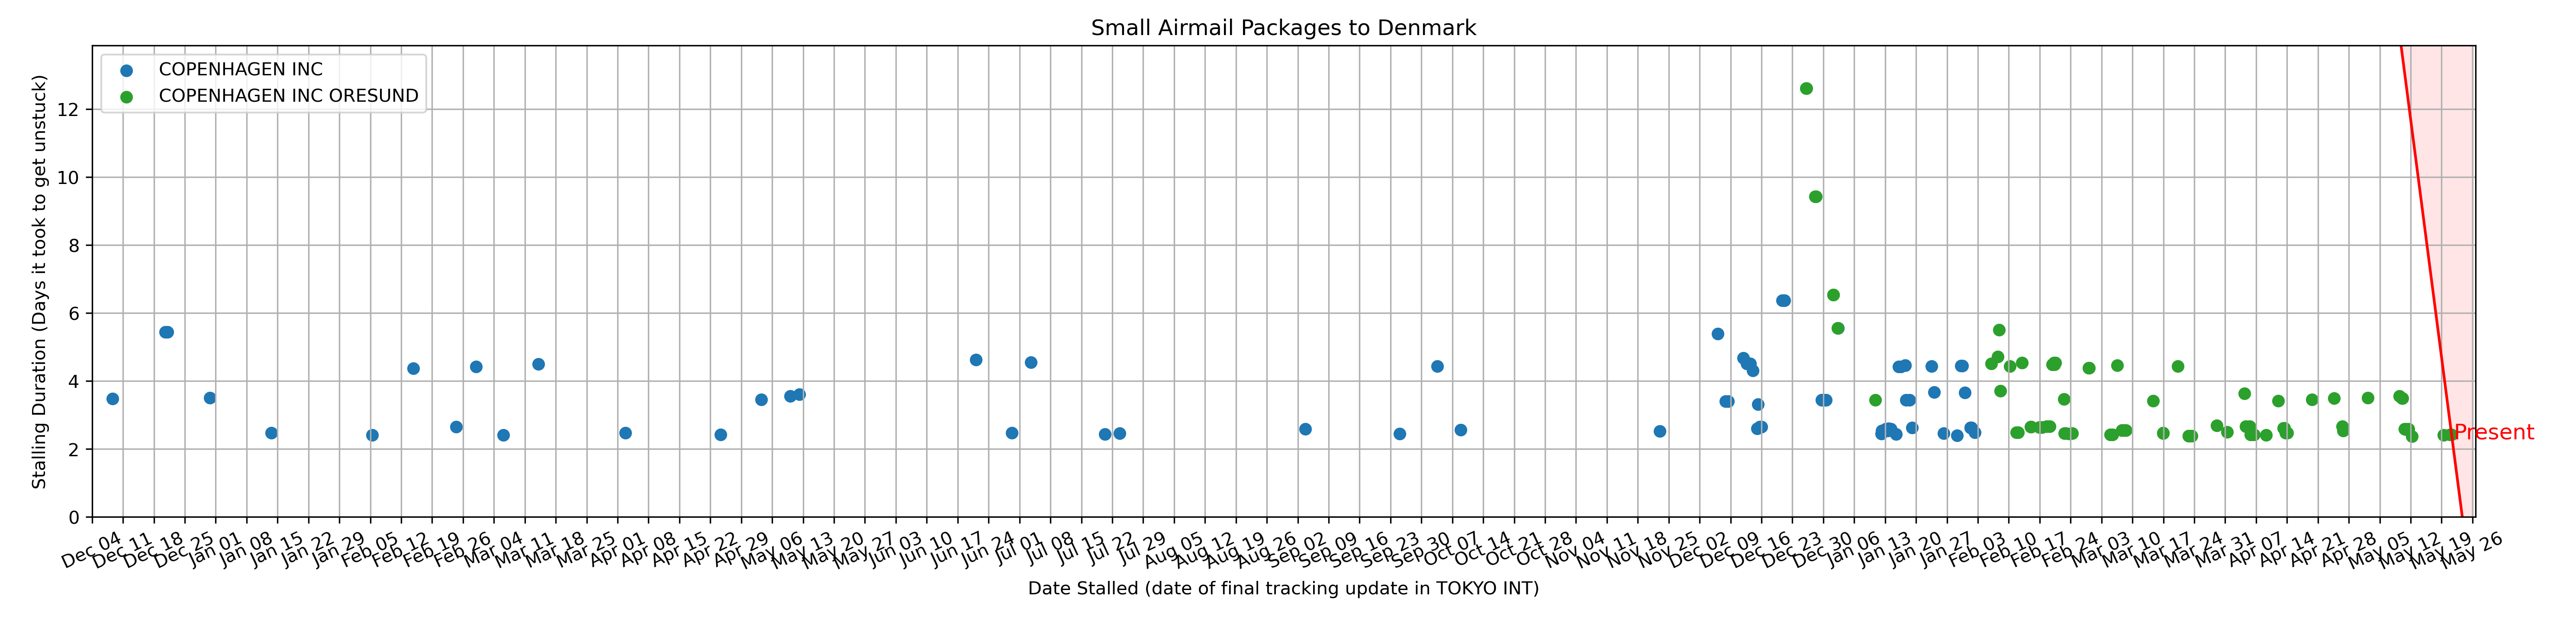 Small Airmail Packages to Denmark
COPENHAGEN INC
COPENHAGEN INC ORESUND
Stalling Duration (Days it took to get unstuck)
12
10
8
6
4
2
0
Present
Dec 04
Dec 11
Dec 18
Dec 25
Jan 01
Jan 08
Jan 15
Jan 22
Jan 29
Feb 05
Feb 12
Feb 19
Feb 26
Mar 04
Mar 11
Mar 18
Mar 25
Apr 01
Apr 08
Apr 15
Apr 22
Apr 29
May 06
May 13
May 20
May 27
Jun 03
Jun 10
Jun 17
Jun 24
Jul 01
Jul 08
Jul 15
Jul 22
Jul 29
Aug 05
Aug 12
Aug 19
Aug 26
Sep 02
Sep 09
Sep 16
Sep 23
Sep 30
Oct 07
Oct 14
Oct 21
Oct 28
Nov 04
Nov 11
Nov 18
Nov 25
Dec 02
Dec 09
Dec 16
Dec 23
Dec 30
Jan 06
Jan 13
Jan 20
Jan 27
Feb 03
Feb 10
Feb 17
Feb 24
Mar 03
Mar 10
Mar 17
Mar 24
Mar 31
Apr 07
Apr 14
Apr 21
Apr 28
May 05
May 12
May 19
May 26
Date Stalled (date of final tracking update in TOKYO INT)